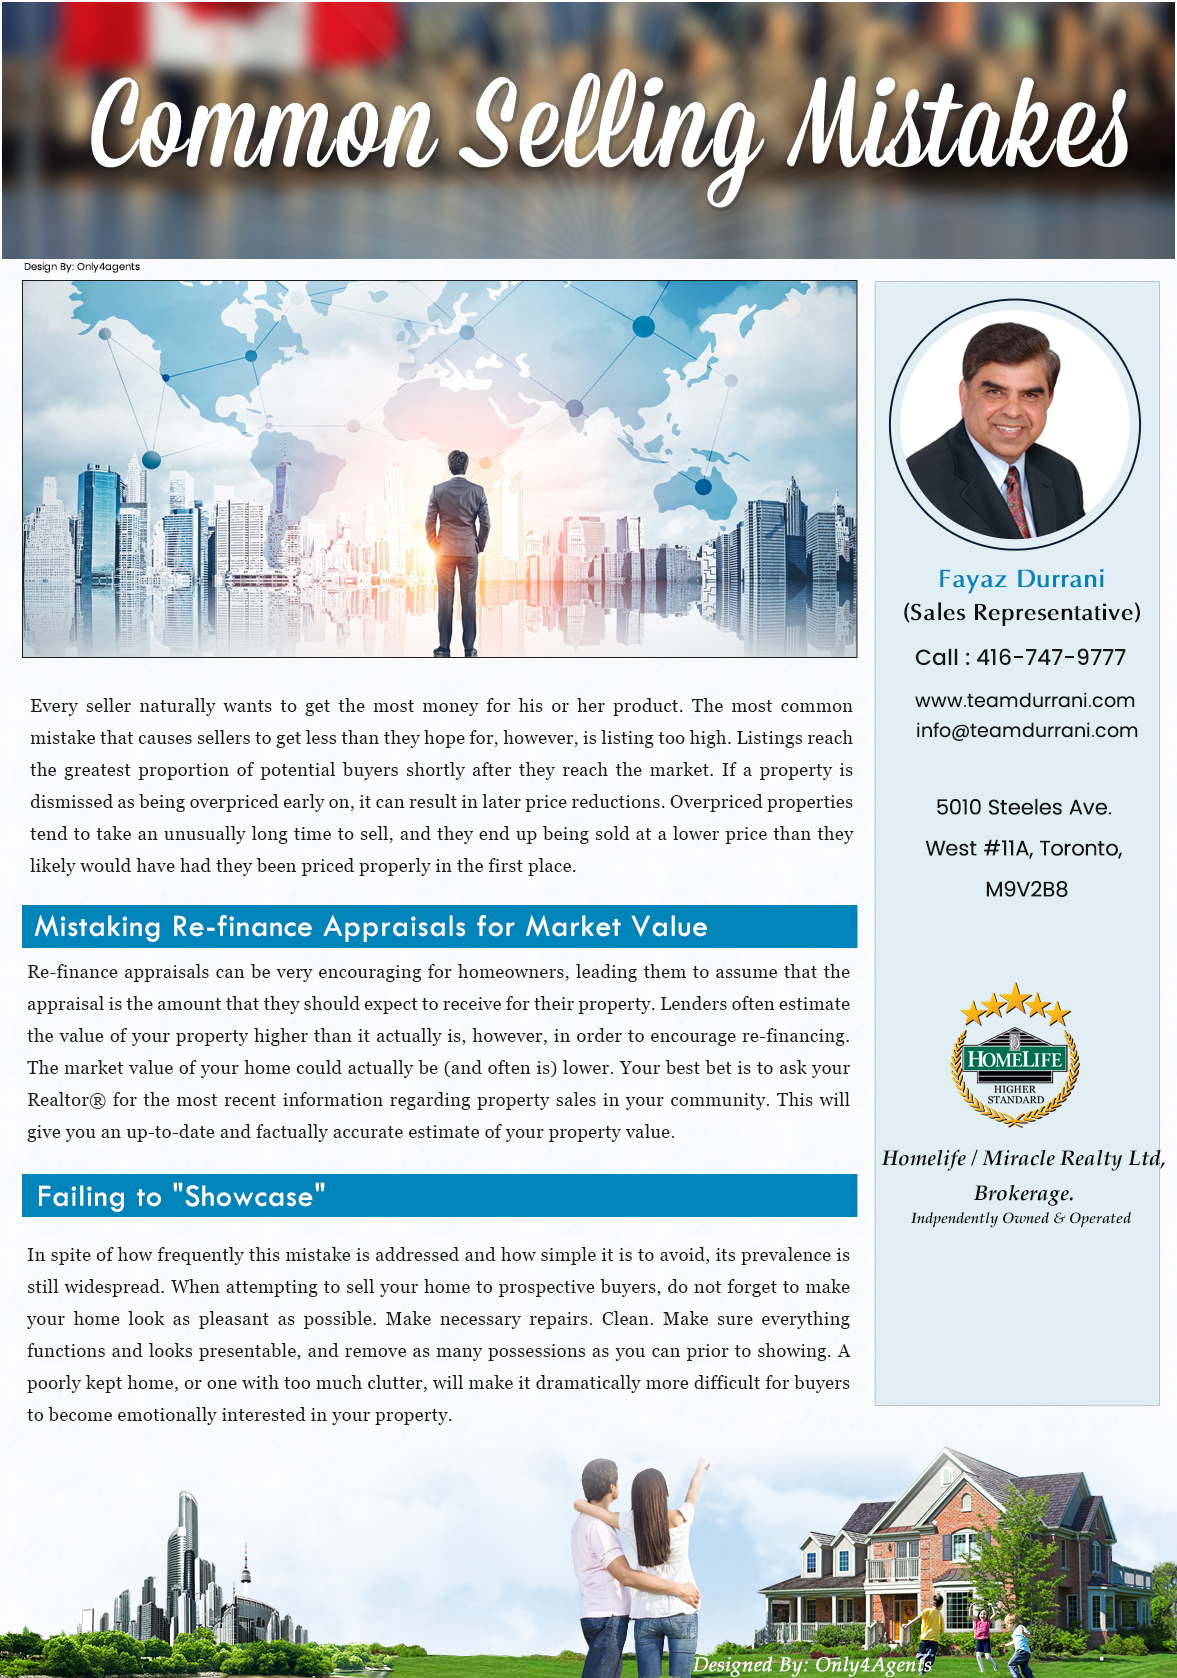 Common Selling Mistakes
Design By: Only4agents
Every seller naturally wants to get the most money for his or her product. The most common
mistake that causes sellers to get less than they hope for, however, is listing too high. Listings reach
the greatest proportion of potential buyers shortly after they reach the market. If a property is
dismissed as being overpriced early on, it can result in later price reductions. Overpriced properties
tend to take an unusually long time to sell, and they end up being sold at a lower price than they
likely would have had they been priced properly in the first place.
Mistaking Re-finance Appraisals for Market Value
Re-finance appraisals can be very encouraging for homeowners, leading them to assume that the
appraisal is the amount that they should expect to receive for their property. Lenders often estimate
the value of your property higher than it actually is, however, in order to encourage re-financing.
The market value of your home could actually be (and often is) lower. Your best bet is to ask your
Realtor® for the most recent information regarding property sales in your community. This will
give you an up-to-date and factually accurate estimate of your property value.
Failing to "Showcase"
In spite of how frequently this mistake is addressed and how simple it is to avoid, its prevalence is
still widespread. When attempting to sell your home to prospective buyers, do not forget to make
your home look as pleasant as possible. Make necessary repairs. Clean. Make sure everything
functions and looks presentable, and remove as many possessions as you can prior to showing. A
poorly kept home, or one with too much clutter, will make it dramatically more difficult for buyers
to become emotionally interested in your property.
Fayaz Durrani
(Sales Representative)
Call : 416-747-9777
www.teamdurrani.com
info@teamdurrani.com
5010 Steeles Ave.
West #11A, Toronto,
M9V2B8
HOMELIFE
HIGHER
STANDARD
Homelife / Miracle Realty Ltd,
Brokerage.
Indpendently Owned & Operated
Designed By: Only4Agents